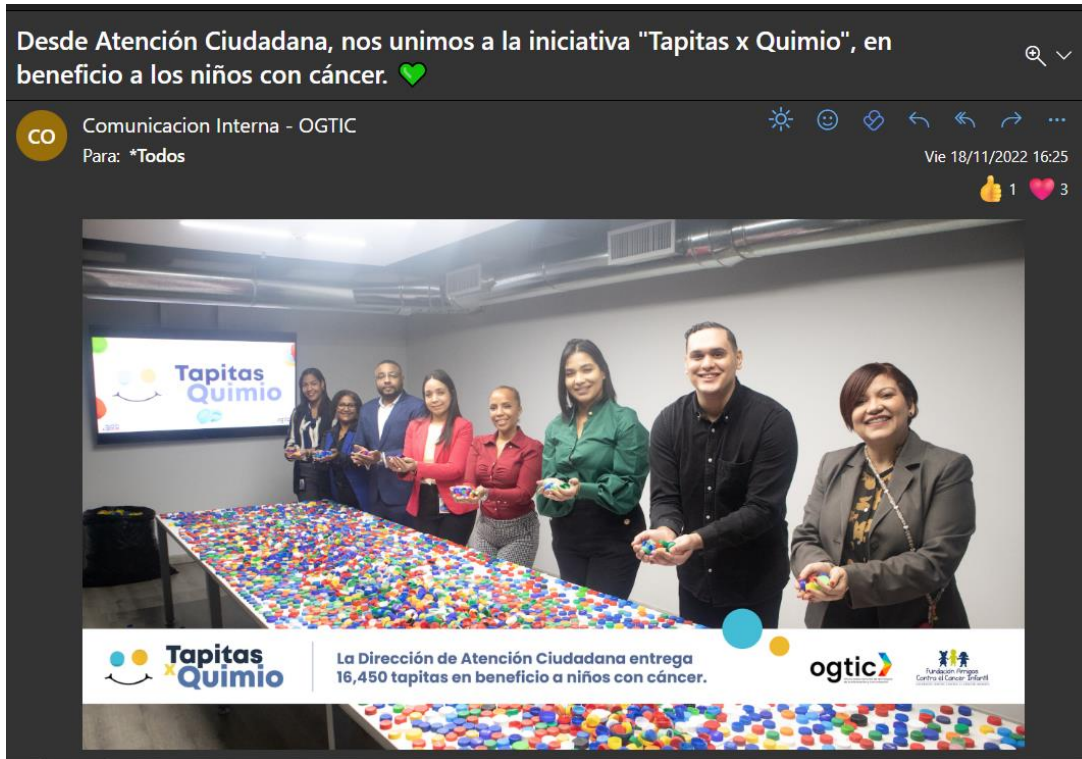 Desde Atención Ciudadana, nos unimos a la iniciativa "Tapitas x Quimio", en
beneficio a los niños con cáncer.
CO
Comunicacion Interna - OGTIC
Para: *Todos
Vie 18/11/2022 16:25
1
3
Tapitas
Quimio
Tapitas
xQuimio
La Dirección de Atención Ciudadana entrega
16,450 tapitas en beneficio a niños con cáncer.
ogtic
Fundación Amigos
Contra el Cancer Infantil